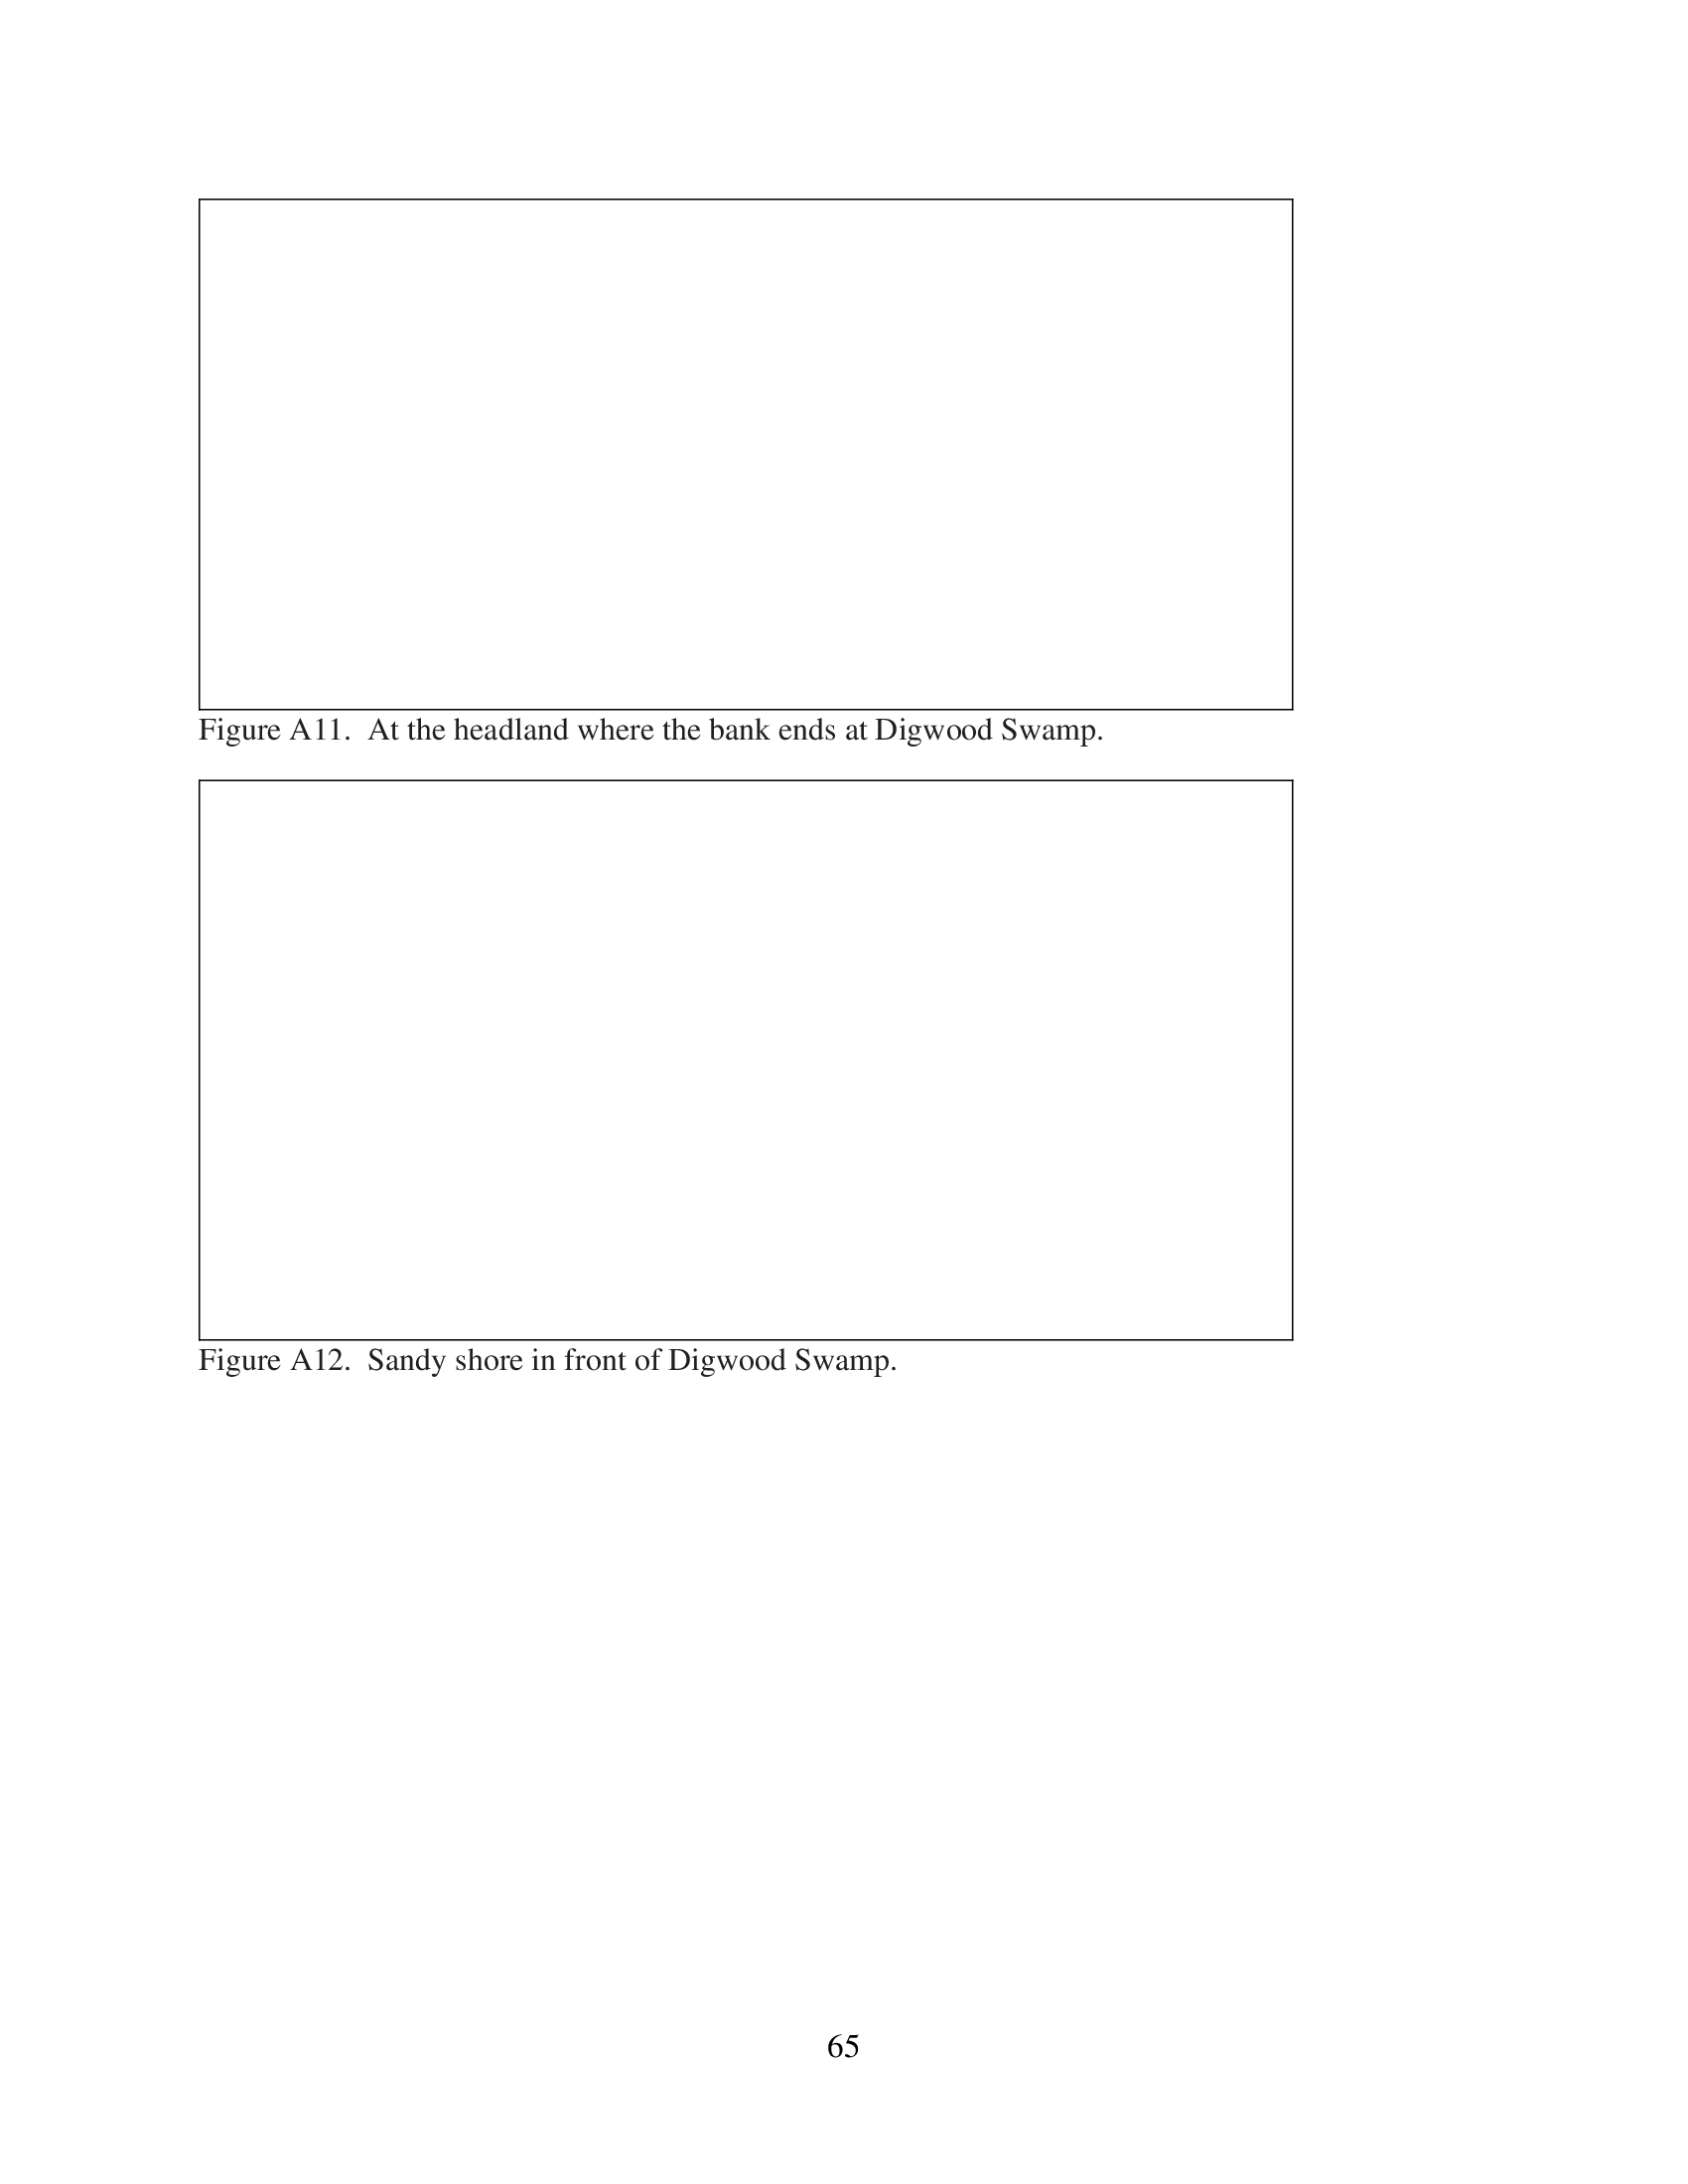 Figure A11.  At the headland where the bank ends at Digwood Swamp.
Figure A12.  Sandy shore in front of Digwood Swamp.
65